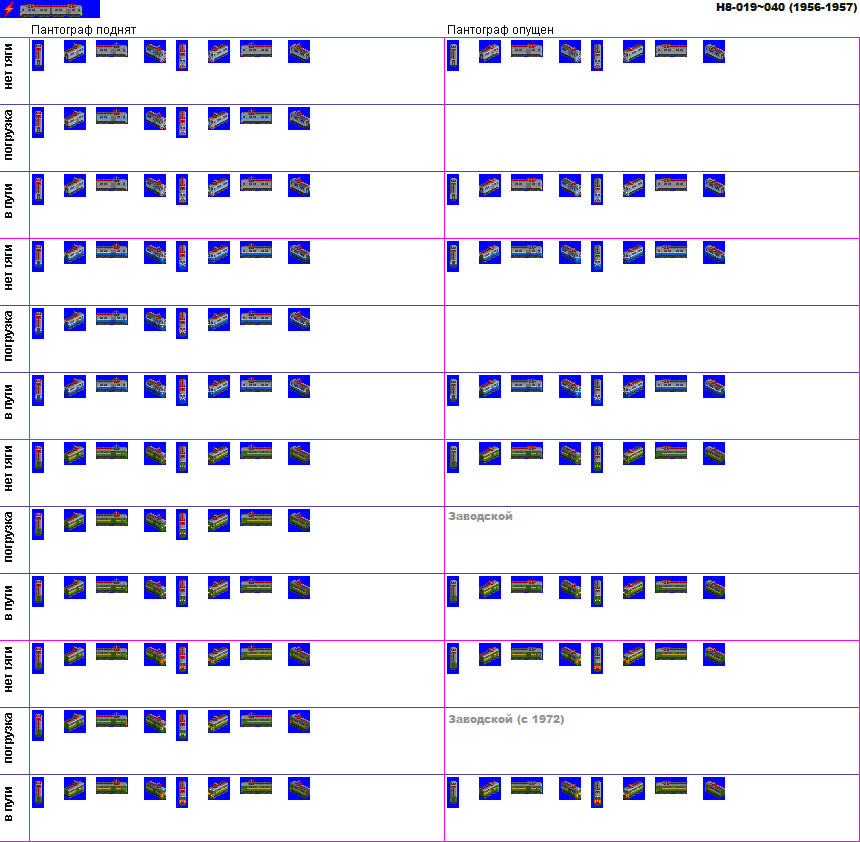 Н8-019~040 (1956-1957)
Пантограф поднят
Пантограф опущен
нет тяги
погрузка
в пути
нет тяги
погрузка
в пути
нет тяги
погрузка
Заводской
в пути
нет тяги
погрузка
Заводской (с 1972)
в пути